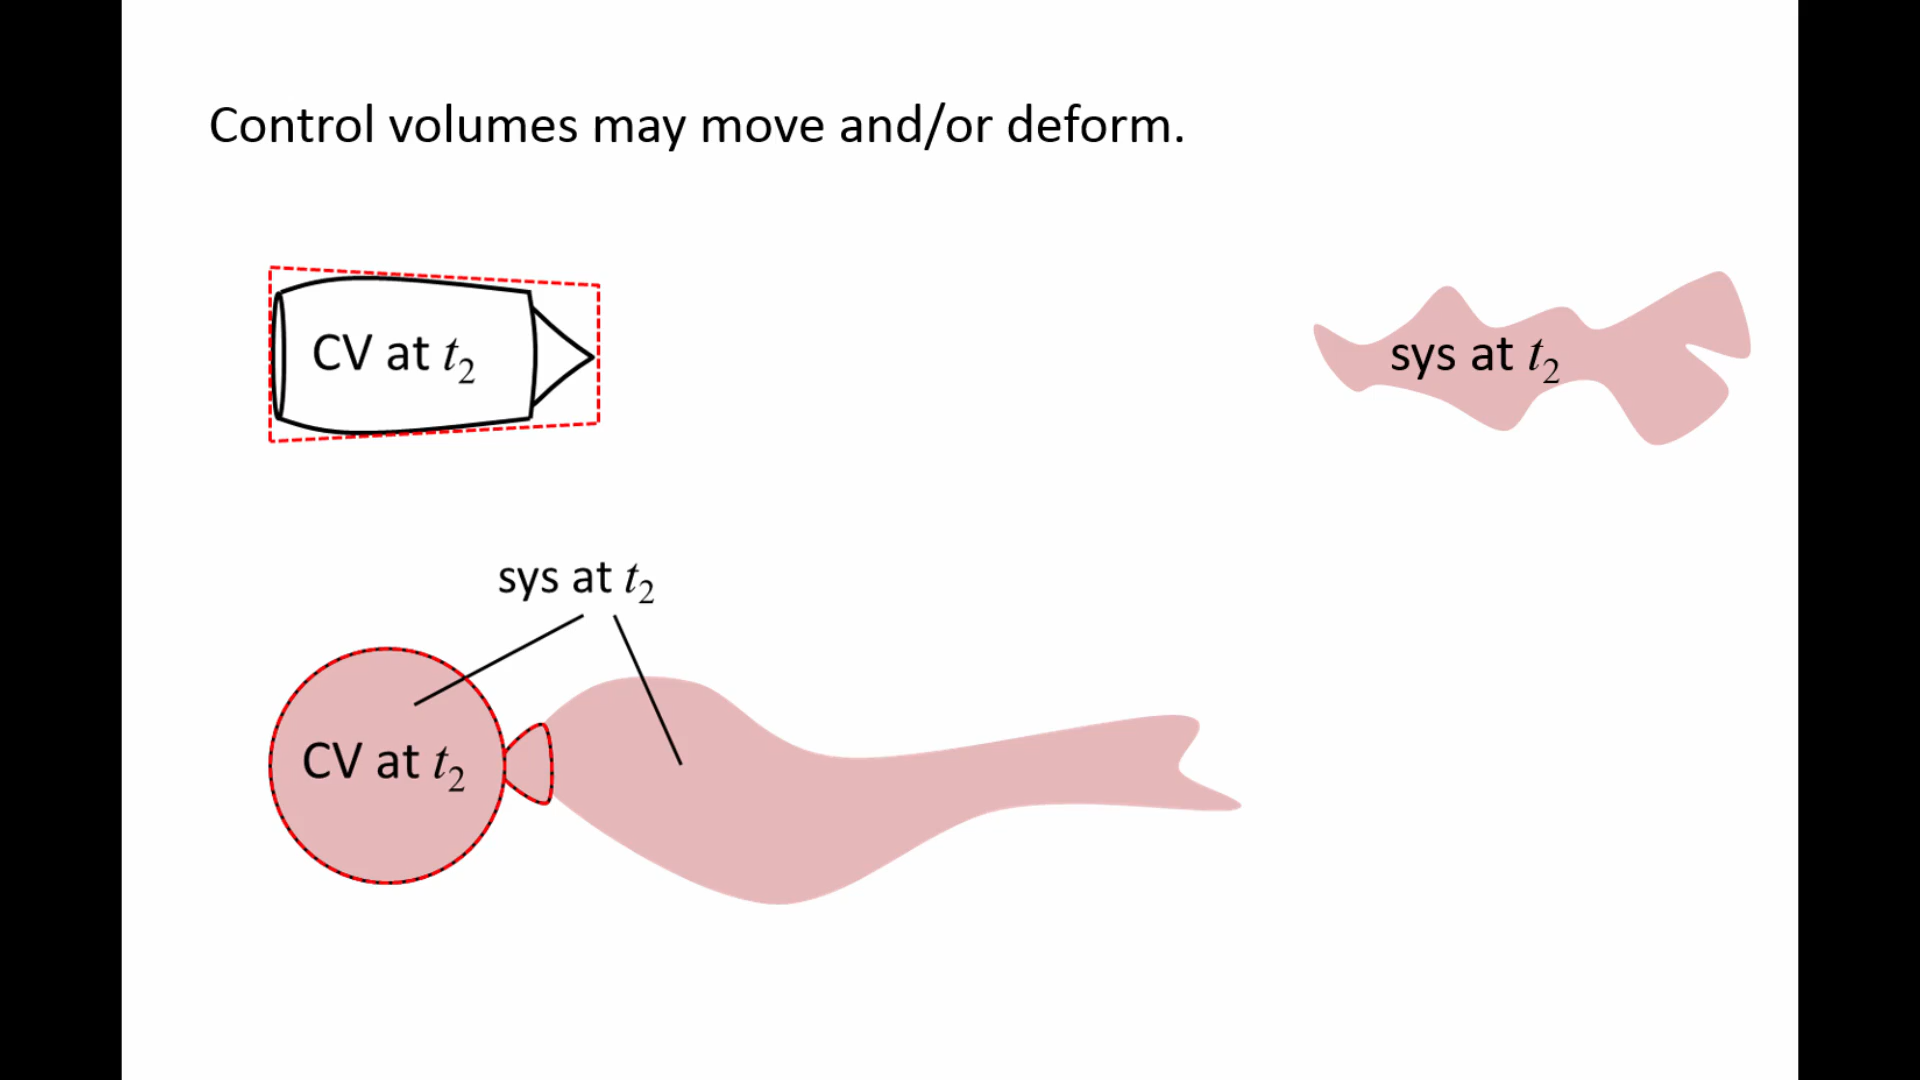 Control volumes may move and/or deform.
CV at t₂
sys at t₂
sys at t₂
CV at t₂